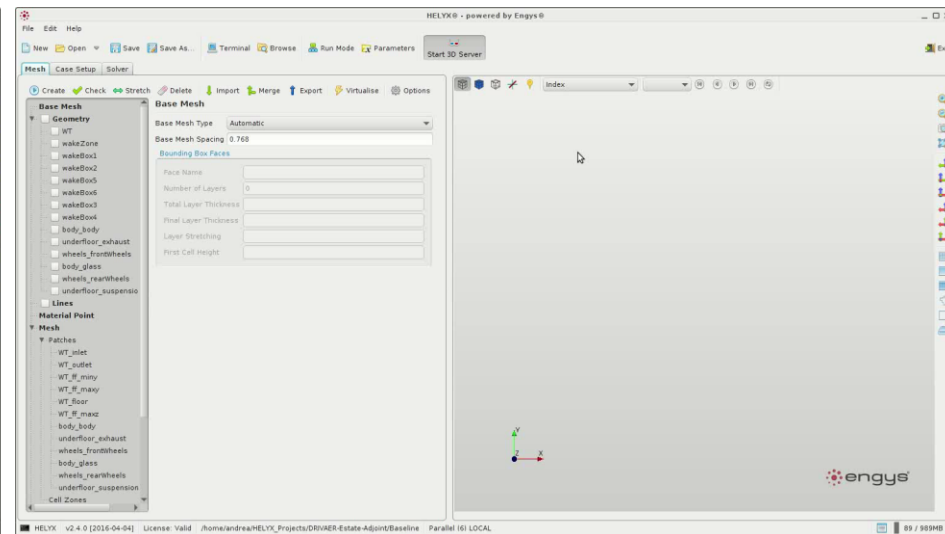 HELYX® - powered by Engys®
File Edit Help
New Open Save Save As... Terminal Browse Run Mode Parameters Start 3D Server
Mesh Case Setup Solver
Create Check Stretch Delete Import Merge Export Virtualise Options
Index
Base Mesh
Geometry
WT
wakeZone
wakeBox1
wakeBox2
wakeBox5
wakeBox6
wakeBox3
wakeBox4
body_body
underfloor_exhaust
wheels_frontWheels
body_glass
wheels_rearWheels
underfloor_suspensio
Lines
Material Point
Mesh
Patches
WT_inlet
WT_outlet
WT_ff_miny
WT_ff_maxy
WT_floor
WT_ff_maxz
body_body
underfloor_exhaust
wheels_frontWheels
body_glass
wheels_rearWheels
underfloor_suspension
Cell Zones
Base Mesh
Base Mesh Type Automatic
Base Mesh Spacing 0.768
Bounding Box Faces
Face Name
Number of Layers 0
Total Layer Thickness
Final Layer Thickness
Layer Stretching
First Cell Height
Y
Z X
engys
HELYX v2.4.0 [2016-04-04] License: Valid /home/andrea/HELYX_Projects/DRIVAER-Estate-Adjoint/Baseline Parallel (6) LOCAL 89 / 989MB